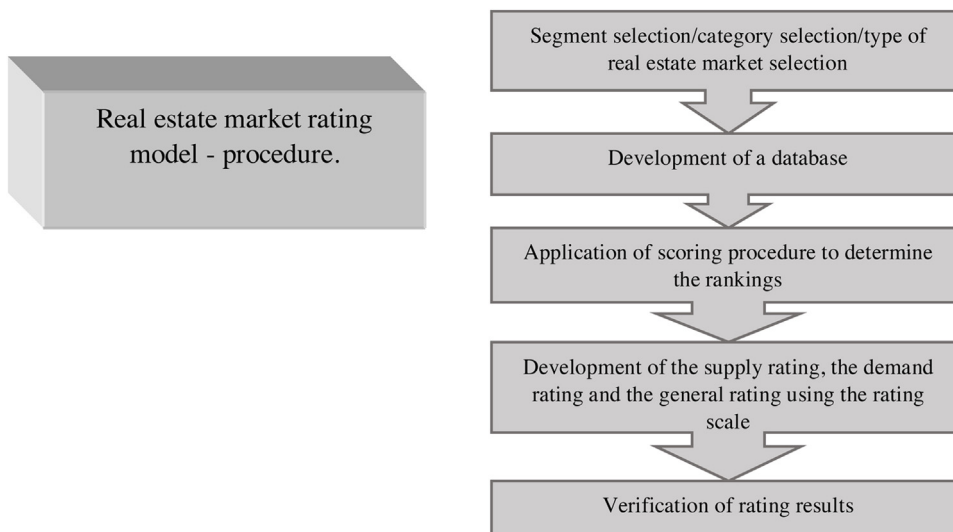 Real estate market rating
model - procedure.
Segment selection/category selection/type of
real estate market selection
Development of a database
Application of scoring procedure to determine
the rankings
Development of the supply rating, the demand
rating and the general rating using the rating
scale
Verification of rating results